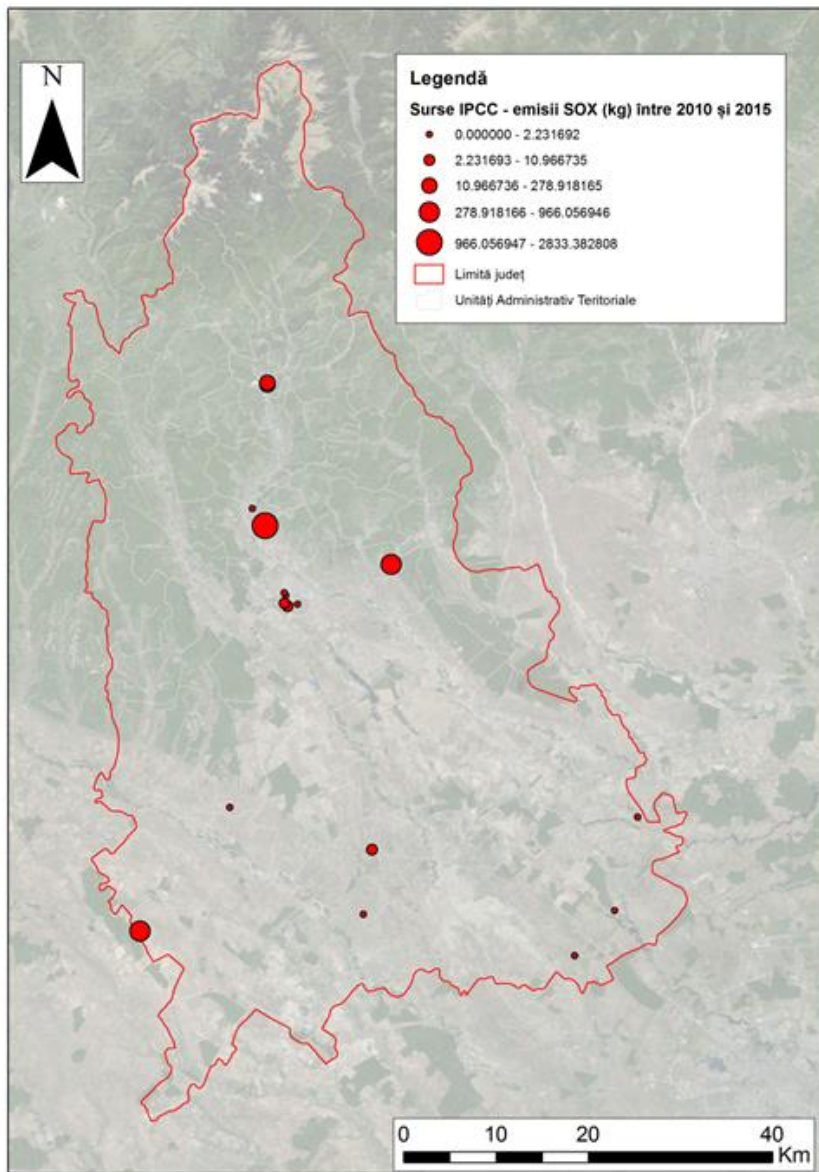 N
Legendă
Surse IPCC - emisii SOX (kg) între 2010 și 2015
0.000000 - 2.231692
2.231693 - 10.966735
10.966736 - 278.918165
278.918166 - 966.056946
966.056947 - 2833.382808
Limită județ
Unități Administrativ Teritoriale
0 10 20 40
Km